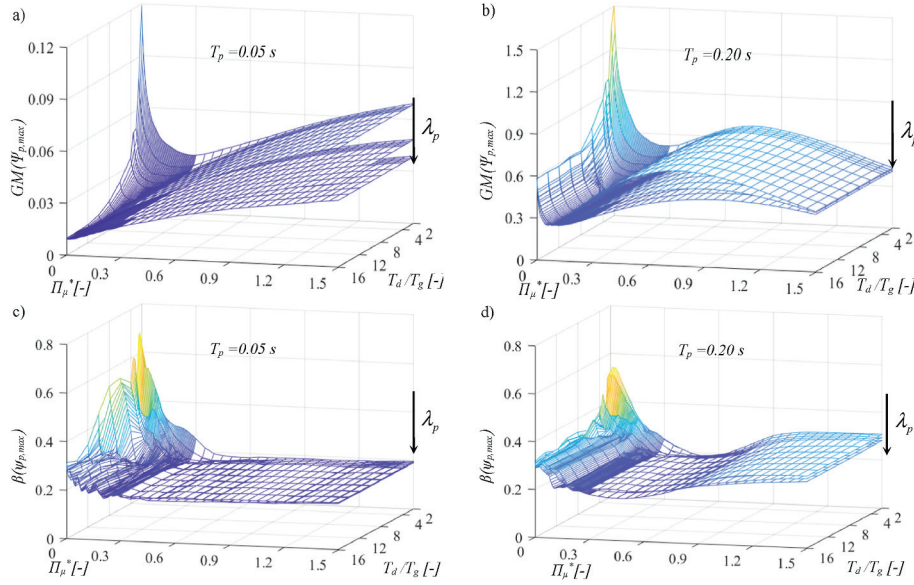 a)
T_p =0.05 s
0.12
0.09
0.06
0.03
0
GM(Ψ_p,max)
λ_p
0
0.3
0.6
0.9
1.2
1.5
16
12
8
4
2
Π_μ*[-]
T_d/T_g [-]
b)
T_p =0.20 s
1.5
1.2
0.9
0.6
0.3
0
GM(Ψ_p,max)
λ_p
0
0.3
0.6
0.9
1.2
1.5
16
12
8
4
2
Π_μ*[-]
T_d/T_g [-]
c)
T_p =0.05 s
0.8
0.6
0.4
0.2
0
β(ψ_p,max)
λ_p
0
0.3
0.6
0.9
1.2
1.5
16
12
8
4
2
Π_μ*[-]
T_d/T_g [-]
d)
T_p =0.20 s
0.8
0.6
0.4
0.2
0
β(ψ_p,max)
λ_p
0
0.3
0.6
0.9
1.2
1.5
16
12
8
4
2
Π_μ*[-]
T_d/T_g [-]